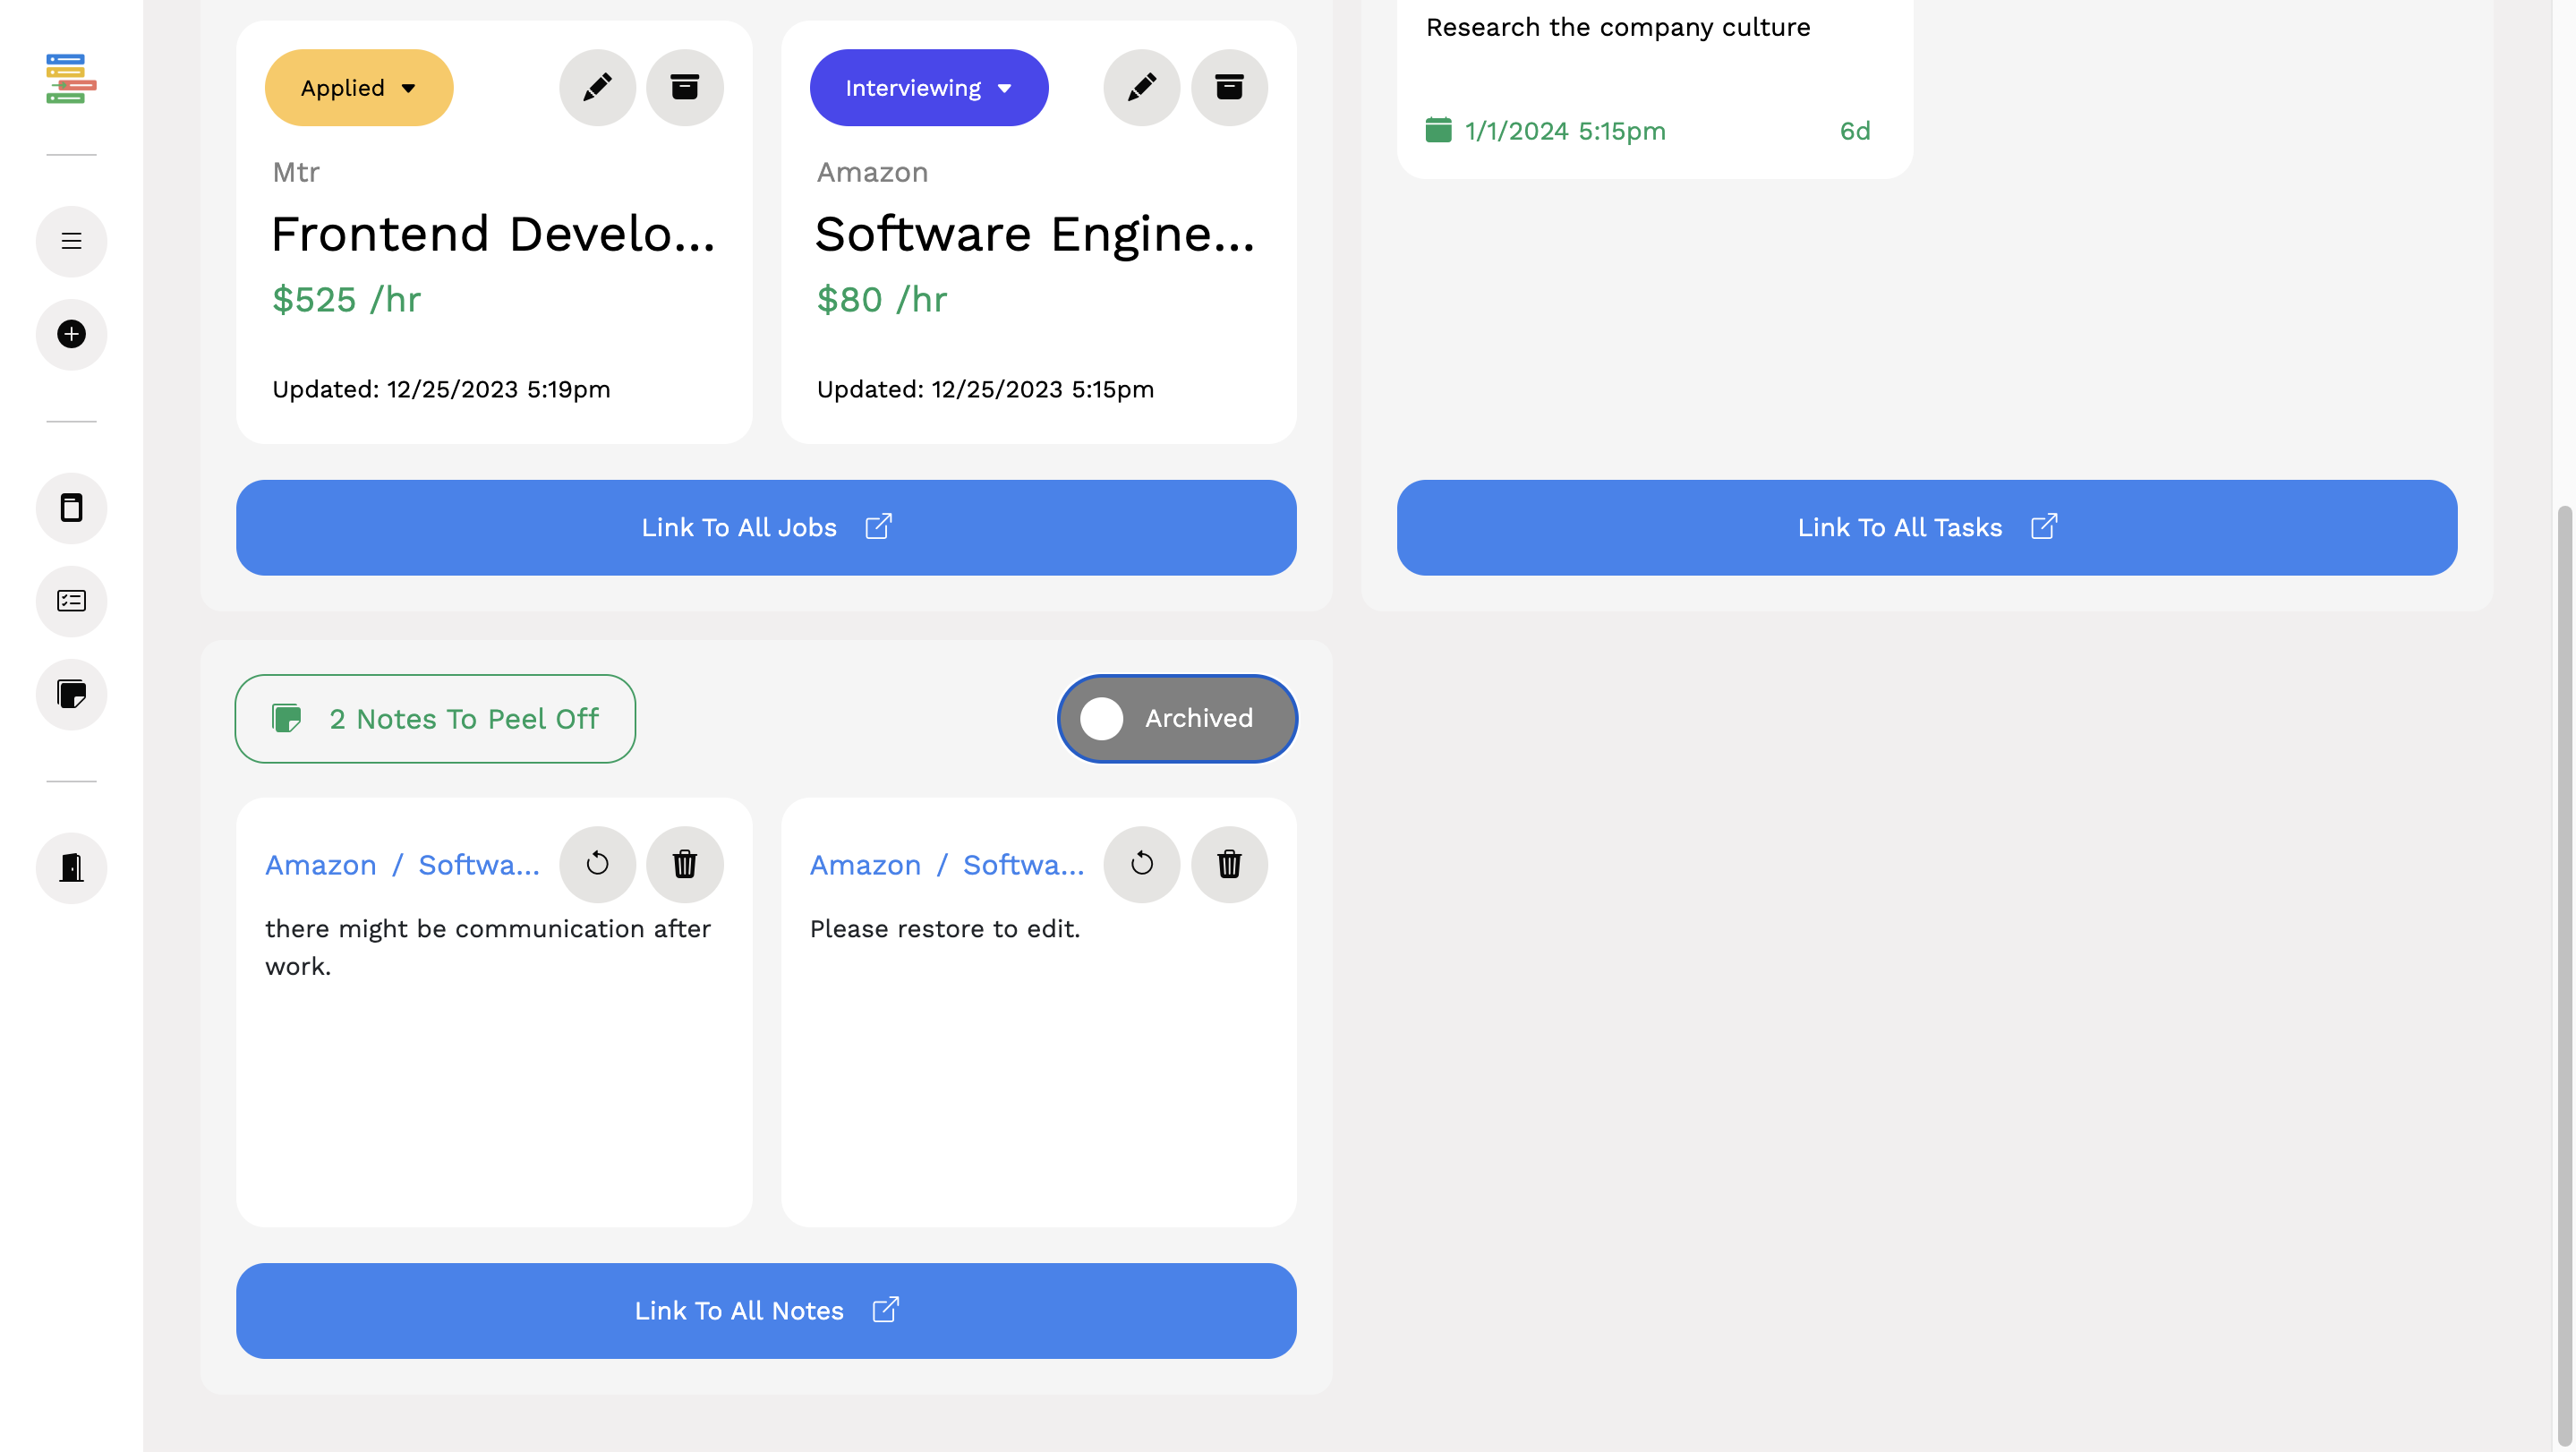 Applied
Mtr
Frontend Develo...
$525 /hr
Updated: 12/25/2023 5:19pm
Interviewing
Amazon
Software Engine...
$80 /hr
Updated: 12/25/2023 5:15pm
Link To All Jobs
Research the company culture
1/1/2024 5:15pm
6d
Link To All Tasks
2 Notes To Peel Off
Archived
Amazon / Softwa...
there might be communication after
work.
Amazon / Softwa...
Please restore to edit.
Link To All Notes